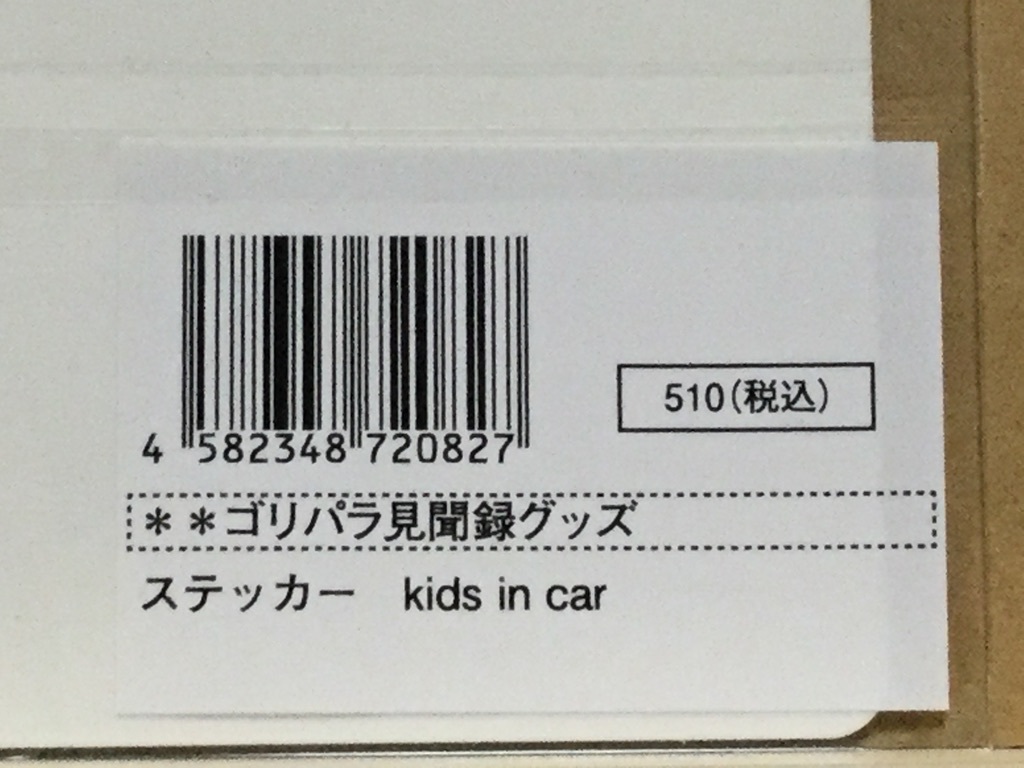 4 582348 720827
510(税込)
＊＊ゴリパラ見聞録グッズ
ステッカー　kids in car